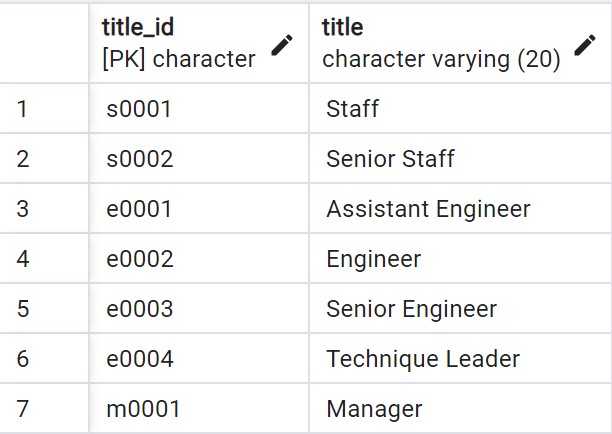 title_id title
[PK] character character varying (20)
1 s0001 Staff
2 s0002 Senior Staff
3 e0001 Assistant Engineer
4 e0002 Engineer
5 e0003 Senior Engineer
6 e0004 Technique Leader
7 m0001 Manager